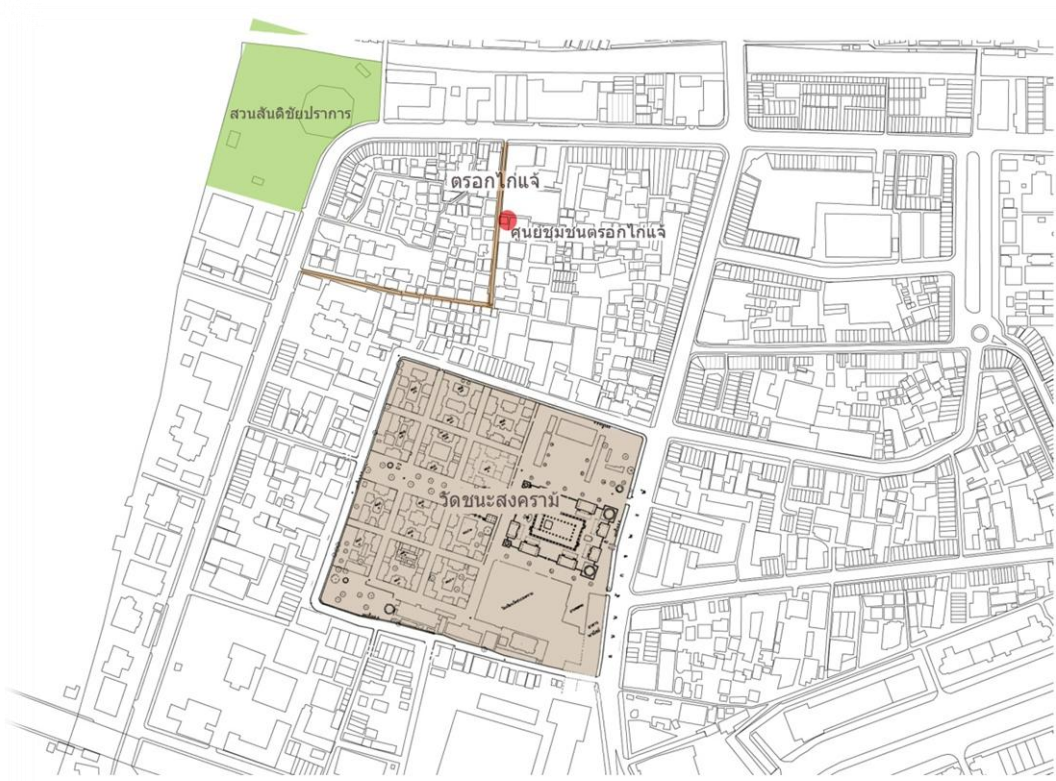 สวนสันติชัยปราการ
ตรอกไก่แจ้
ศูนย์ชุมชนตรอกไก่แจ้
วัดชนะสงคราม